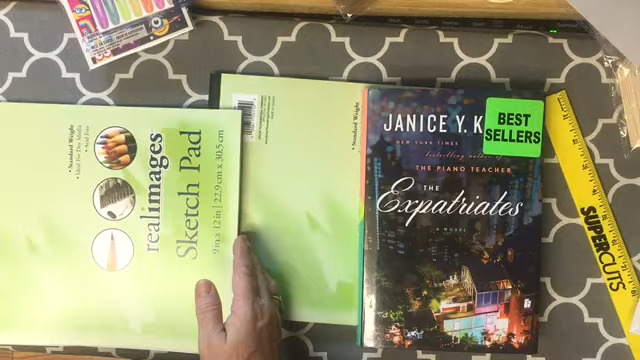 • Standard Weight
• Ideal For Dry Media
• Acid Free
realimages
Sketch Pad
9 in x 12 in | 22.9 cm x 30.5 cm
• Standard Weight
JANICE Y. K
BEST
SELLERS
NEW YORK TIMES
bestselling author of
THE PIANO TEACHER
THE
Expatriates
A NOVEL
SUPERCUTS